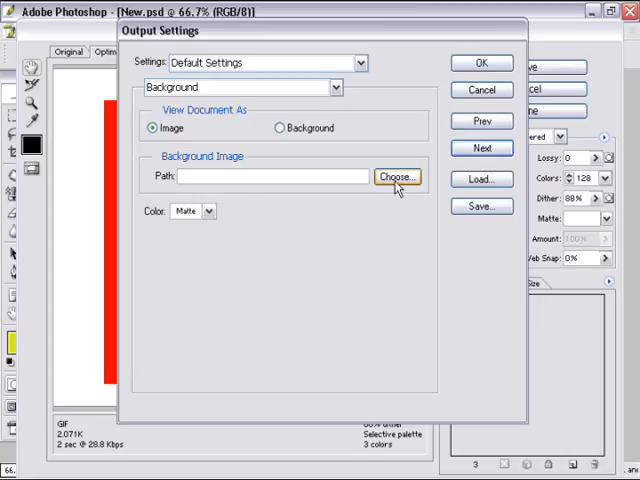 Adobe Photoshop - [New.psd @ 66.7% (RGB/8)]
Output Settings
Original
Settings: Default Settings
Background
View Document As
Image
Background
Background Image
Path:
Choose...
Color: Matte
OK
Cancel
Prev
Next
Load...
Save...
Lossy: 0
Colors: 128
Dither: 88%
Matte:
Amount: 100%
Web Snap: 0%
GIF
2.071K
2 sec @ 28.8 Kbps
Selective palette
3 colors
3